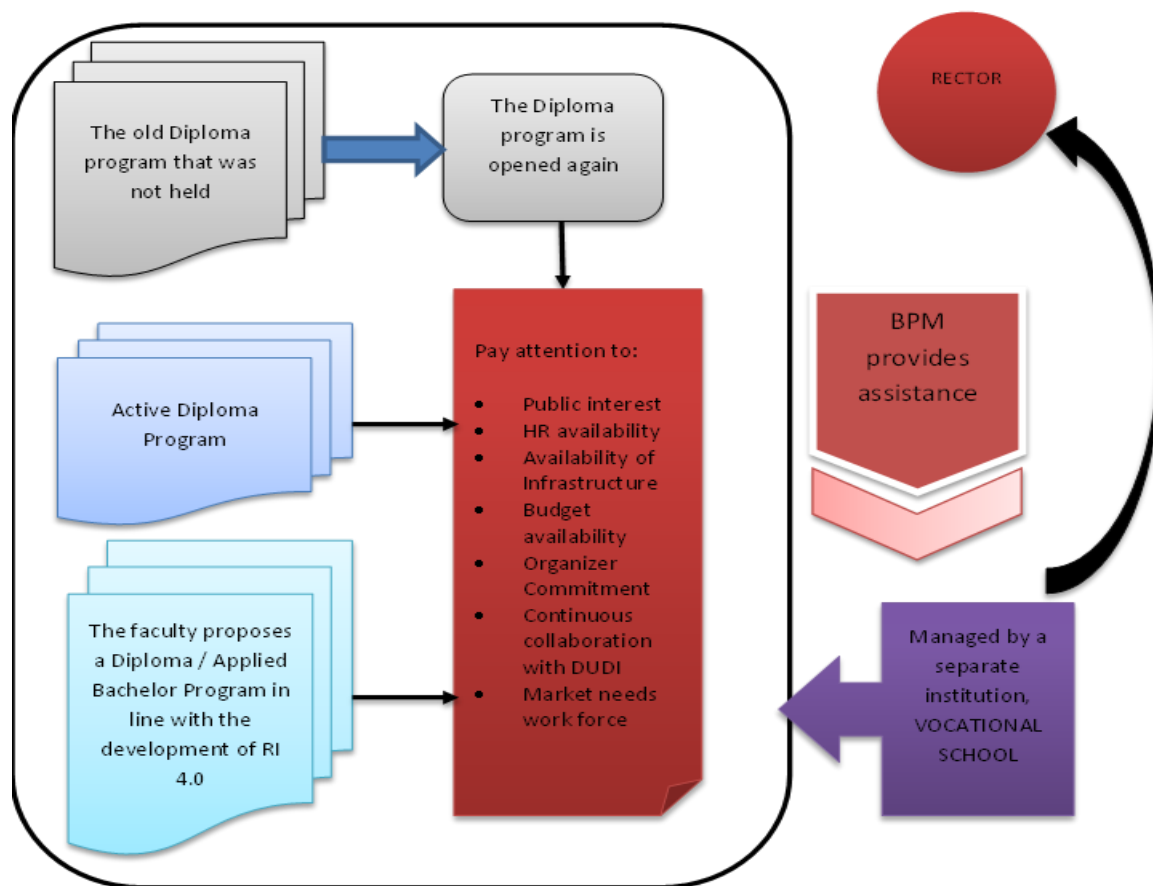 The old Diploma
program that was
not held
The Diploma
program is
opened again
RECTOR
Active Diploma
Program
The faculty proposes
a Diploma / Applied
Bachelor Program in
line with the
development of RI
4.0
Pay attention to:
• Public interest
• HR availability
• Availability of
Infrastructure
• Budget
availability
• Organizer
Commitment
• Continuous
collaboration
with DUDI
• Market needs
work force
BPM
provides
assistance
Managed by a
separate
institution,
VOCATIONAL
SCHOOL